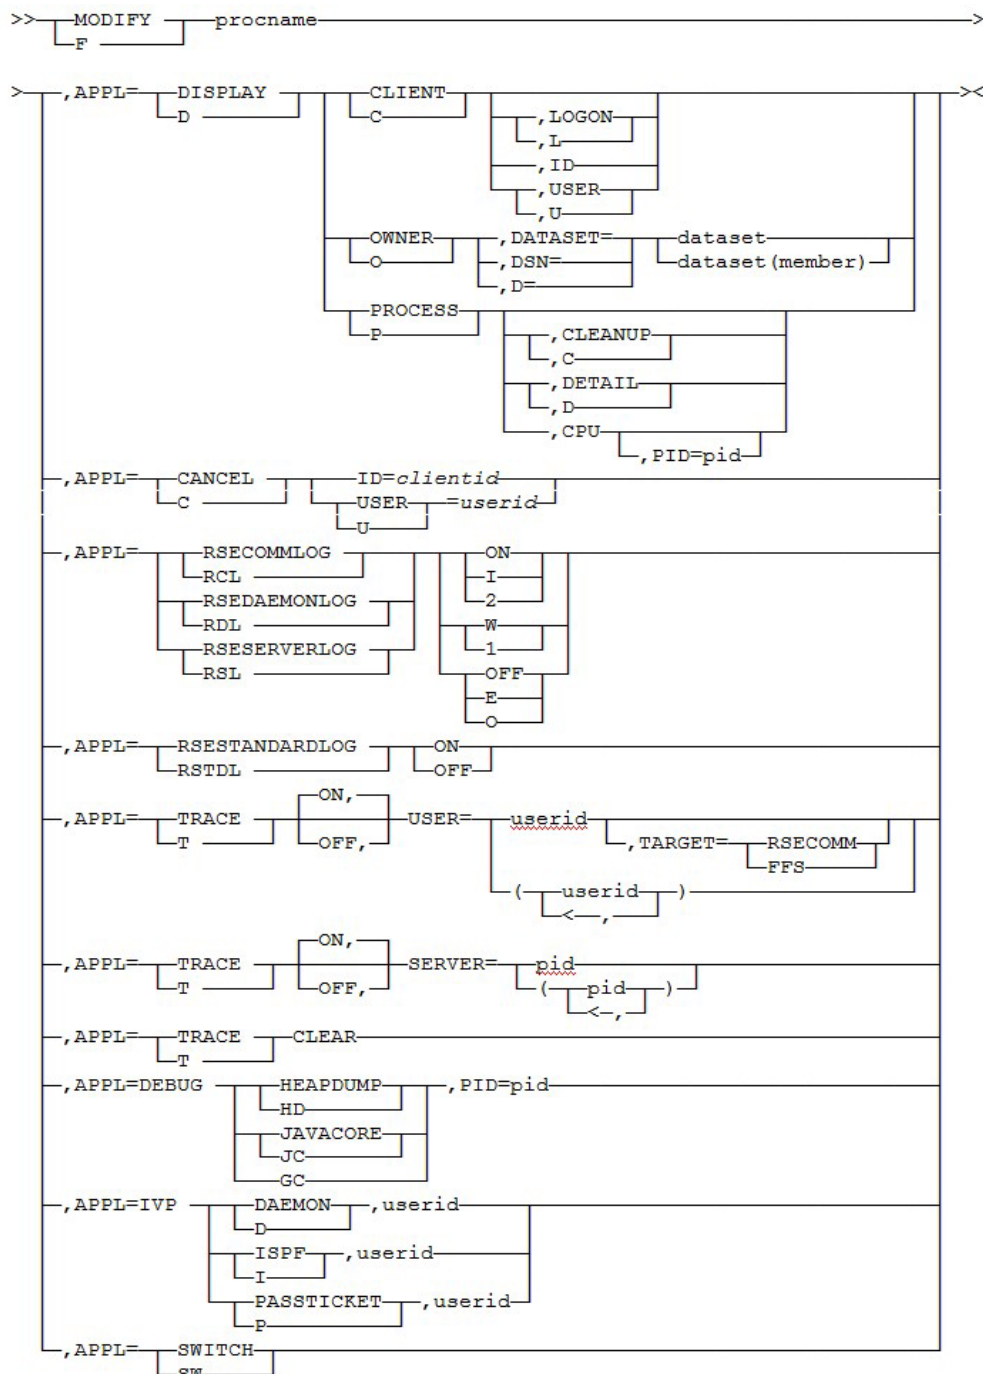 >> MODIFY procname >
F
> ,APPL= DISPLAY CLIENT ><
D C ,LOGON
,L
,ID
,USER
,U
OWNER ,DATASET= dataset
O ,DSN= dataset(member)
,D=
PROCESS
P ,CLEANUP
,C
,DETAIL
,D
,CPU
,PID=pid
,APPL= CANCEL ID=clientid
C USER =userid
U
,APPL= RSECOMMLOG ON
RCL I
RSEDAEMONLOG 2
RDL W
RSESERVERLOG 1
RSL OFF
E
O
,APPL= RSESTANDARDLOG ON
RSTDL OFF
ON,
,APPL= TRACE USER= userid
T OFF, ,TARGET= RSECOMM
FFS
( userid )
< ,
ON,
,APPL= TRACE SERVER= pid
T OFF, ( pid )
< ,
,APPL= TRACE CLEAR
T
,APPL=DEBUG HEAPDUMP ,PID=pid
HD
JAVACORE
JC
GC
,APPL=IVP DAEMON ,userid
D
ISPF ,userid
I
PASSTICKET ,userid
P
,APPL= SWITCH
SW